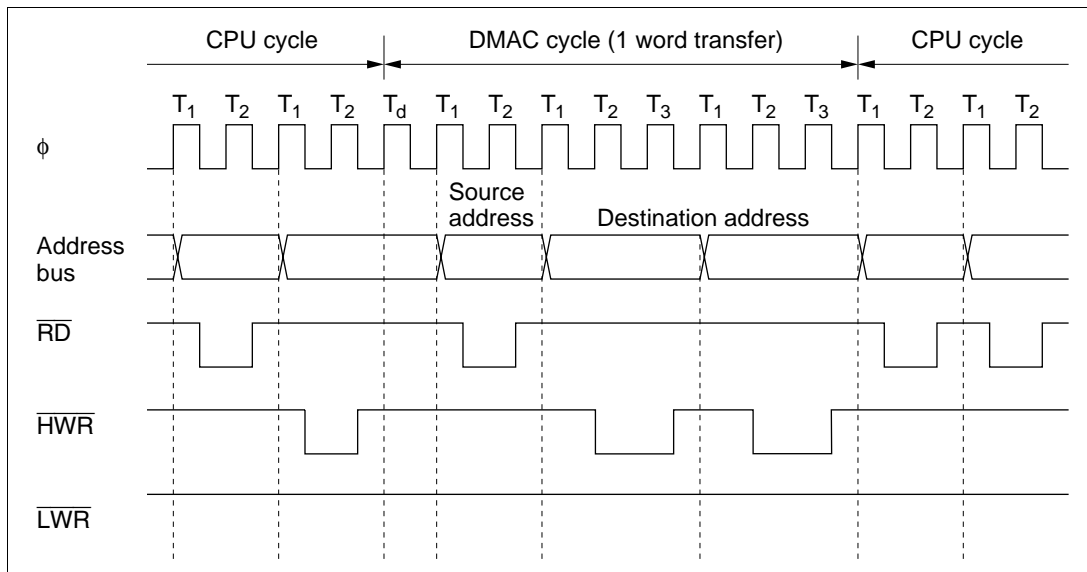 CPU cycle DMAC cycle (1 word transfer) CPU cycle
T1 T2 T1 T2 Td T1 T2 T1 T2 T3 T1 T2 T3 T1 T2 T1 T2
ϕ
Source
address Destination address
Address
bus
RD
HWR
LWR